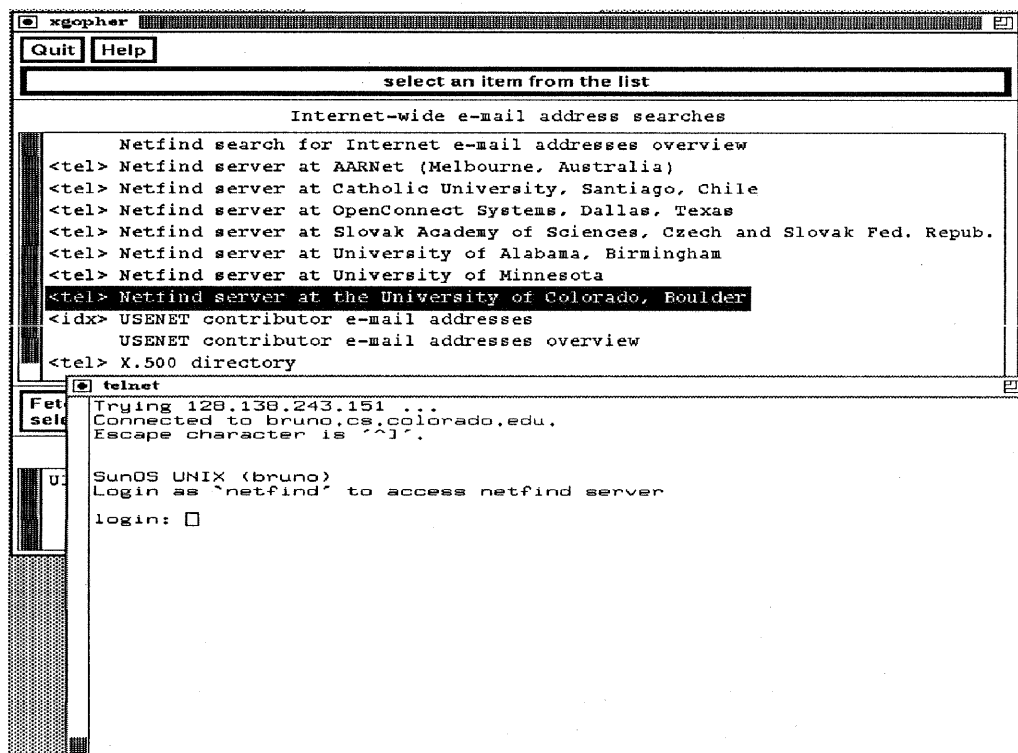 xgopher
Quit Help
select an item from the list
Internet-wide e-mail address searches
Netfind search for Internet e-mail addresses overview
<tel> Netfind server at AARNet (Melbourne, Australia)
<tel> Netfind server at Catholic University, Santiago, Chile
<tel> Netfind server at OpenConnect Systems, Dallas, Texas
<tel> Netfind server at Slovak Academy of Sciences, Czech and Slovak Fed. Repub.
<tel> Netfind server at University of Alabama, Birmingham
<tel> Netfind server at University of Minnesota
<tel> Netfind server at the University of Colorado, Boulder
<idx> USENET contributor e-mail addresses
USENET contributor e-mail addresses overview
<tel> X.500 directory
telnet
Trying 128.138.243.151 ...
Connected to bruno.cs.colorado.edu.
Escape character is '^]'.
SunOS UNIX (bruno)
Login as `netfind' to access netfind server
login: